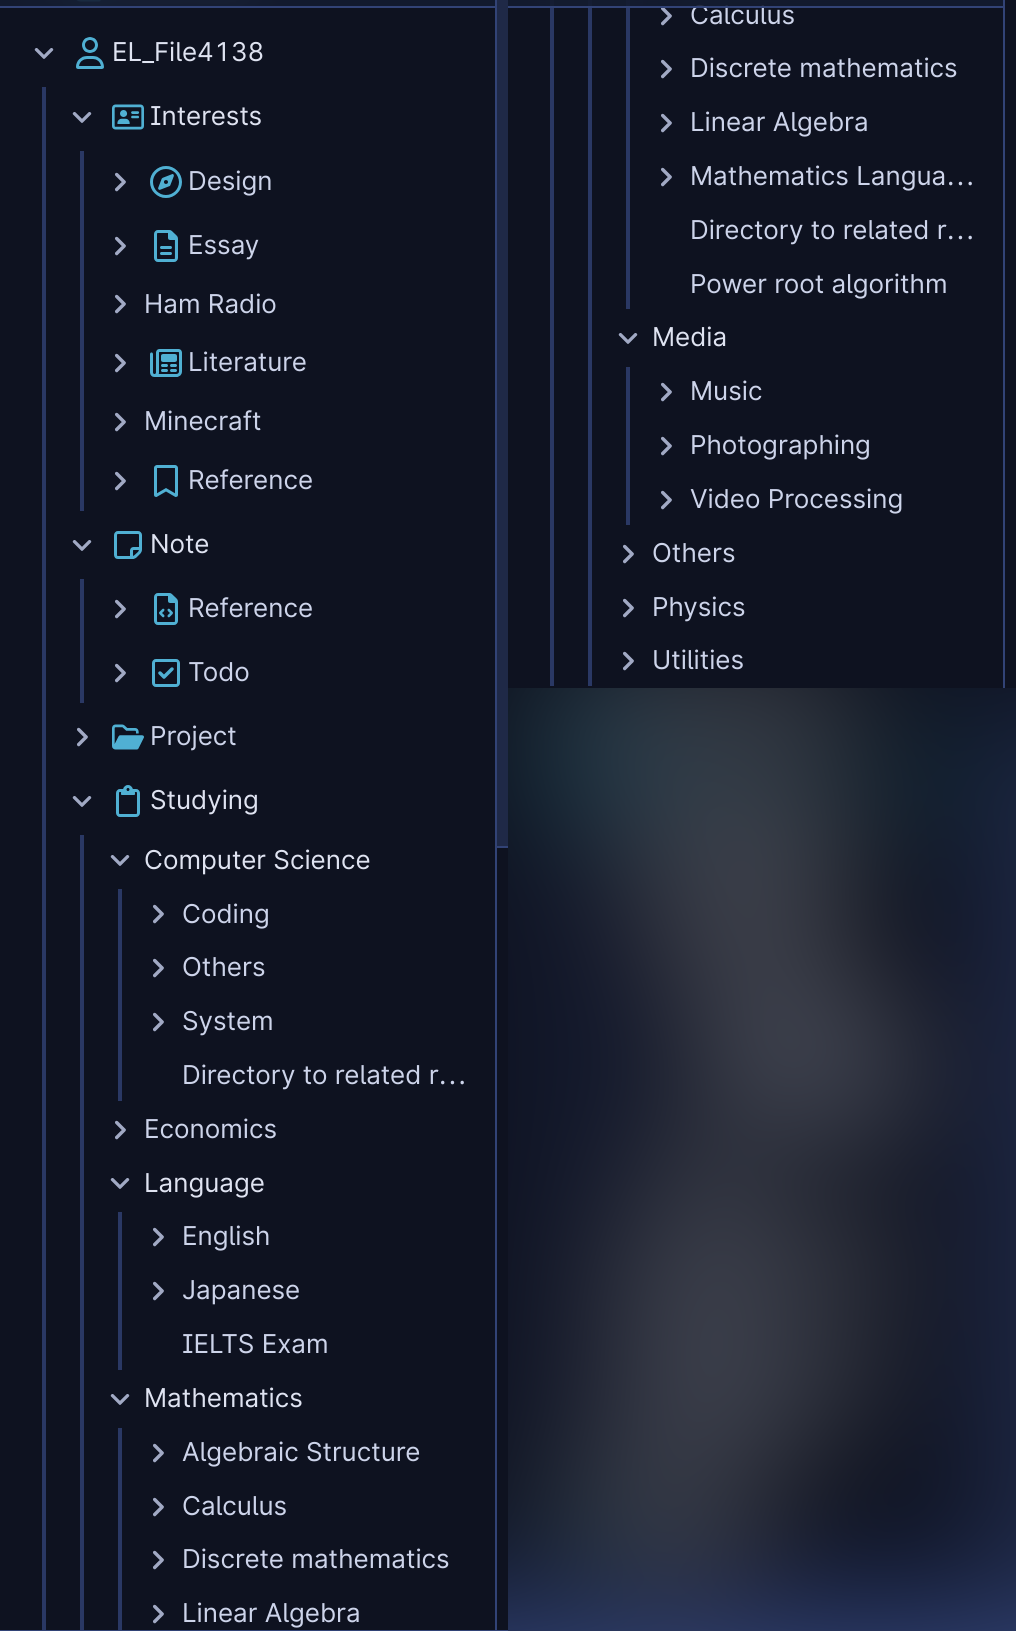 EL_File4138
Interests
Design
Essay
Ham Radio
Literature
Minecraft
Reference
Note
Reference
Todo
Project
Studying
Computer Science
Coding
Others
System
Directory to related r...
Economics
Language
English
Japanese
IELTS Exam
Mathematics
Algebraic Structure
Calculus
Discrete mathematics
Linear Algebra
Calculus
Discrete mathematics
Linear Algebra
Mathematics Langua...
Directory to related r...
Power root algorithm
Media
Music
Photographing
Video Processing
Others
Physics
Utilities